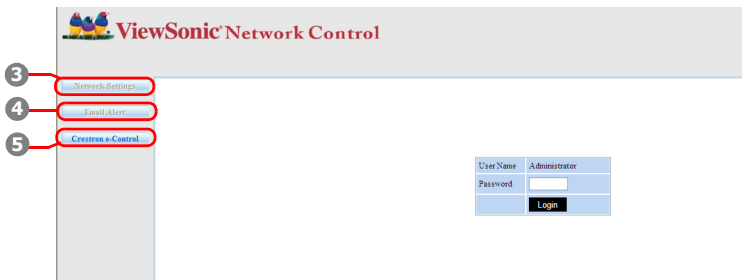 ViewSonic® Network Control
3
Network Settings
4
Email Alert
5
Crestron e-Control
User Name Administrator
Password
Login